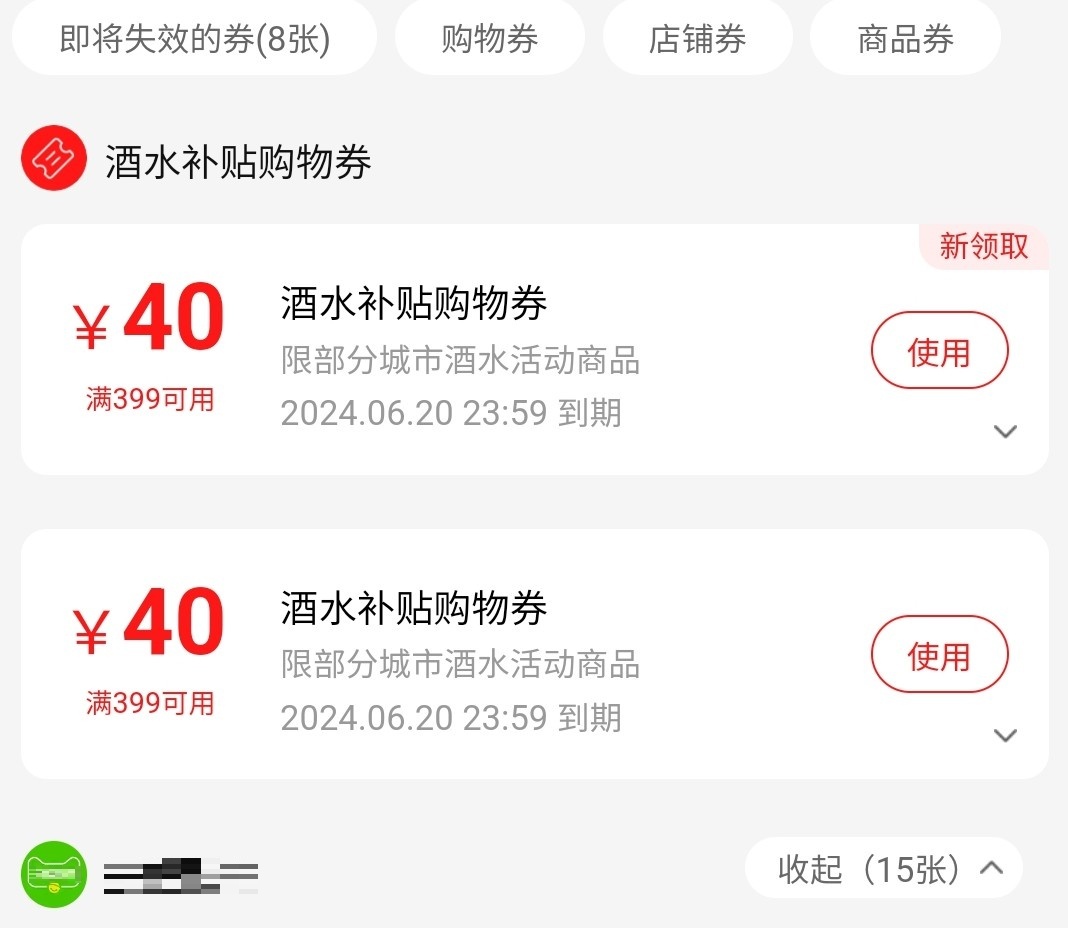 即将失效的券(8张) 购物券 店铺券 商品券
酒水补贴购物券
新领取
¥40
满399可用
酒水补贴购物券
限部分城市酒水活动商品
2024.06.20 23:59 到期
使用
¥40
满399可用
酒水补贴购物券
限部分城市酒水活动商品
2024.06.20 23:59 到期
使用
收起（15张）